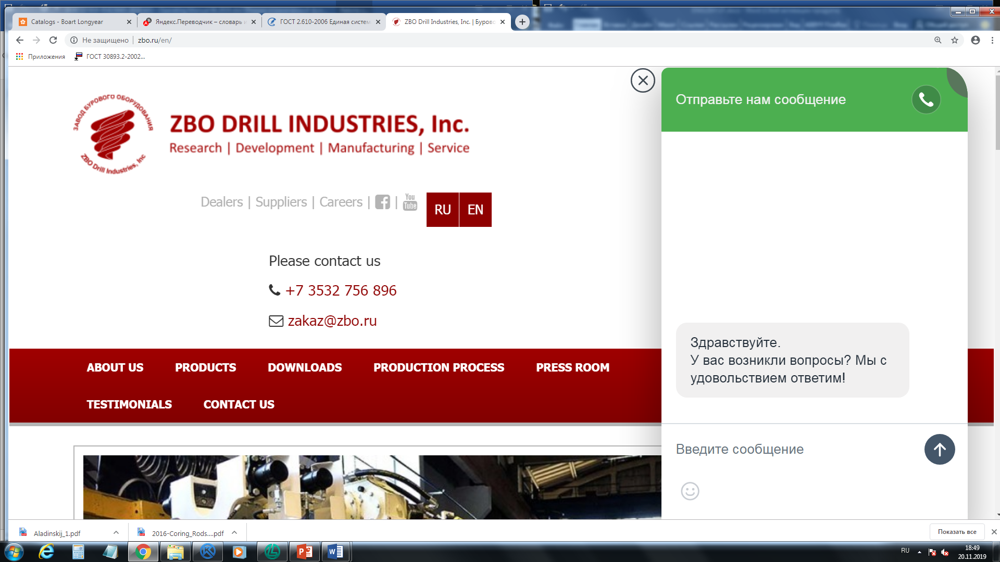 Catalogs - Boart Longyear
Яндекс.Переводчик – словарь и
ГОСТ 2.610-2006 Единая систем
ZBO Drill Industries, Inc. | Буров
Не защищено
zbo.ru/en/
Приложения
ГОСТ 30893.2-2002...
ЗАВОД БУРОВОГО ОБОРУДОВАНИЯ
ZBO Drill Industries, Inc
ZBO DRILL INDUSTRIES, Inc.
Research | Development | Manufacturing | Service
Dealers | Suppliers | Careers | | You Tube
RU EN
Please contact us
+7 3532 756 896
zakaz@zbo.ru
ABOUT US PRODUCTS DOWNLOADS PRODUCTION PROCESS PRESS ROOM
TESTIMONIALS CONTACT US
Отправьте нам сообщение
Здравствуйте.
У вас возникли вопросы? Мы с
удовольствием ответим!
Введите сообщение
Aladinskij_1.pdf
2016-Coring_Rods....pdf
Показать все
RU
18:49
20.11.2019